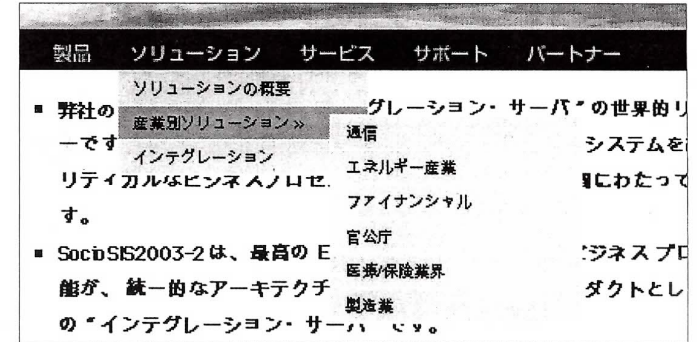 製品 ソリューション サービス サポート パートナー
ソリューションの概要
産業別ソリューション»
インテグレーション
通信
エネルギー産業
ファイナンシャル
官公庁
医療/保険業界
製造業
■ 弊社の グレーション・サーバ"の世界的リ
ーです システムを
リティカルなビジネスプロセ 間にわたって
す。
■ SocioSIS2003-2は、最高の E ビジネスプロ
能が、統一的なアーキテクチ ダクトとし
の"インテグレーション・サーバ です。